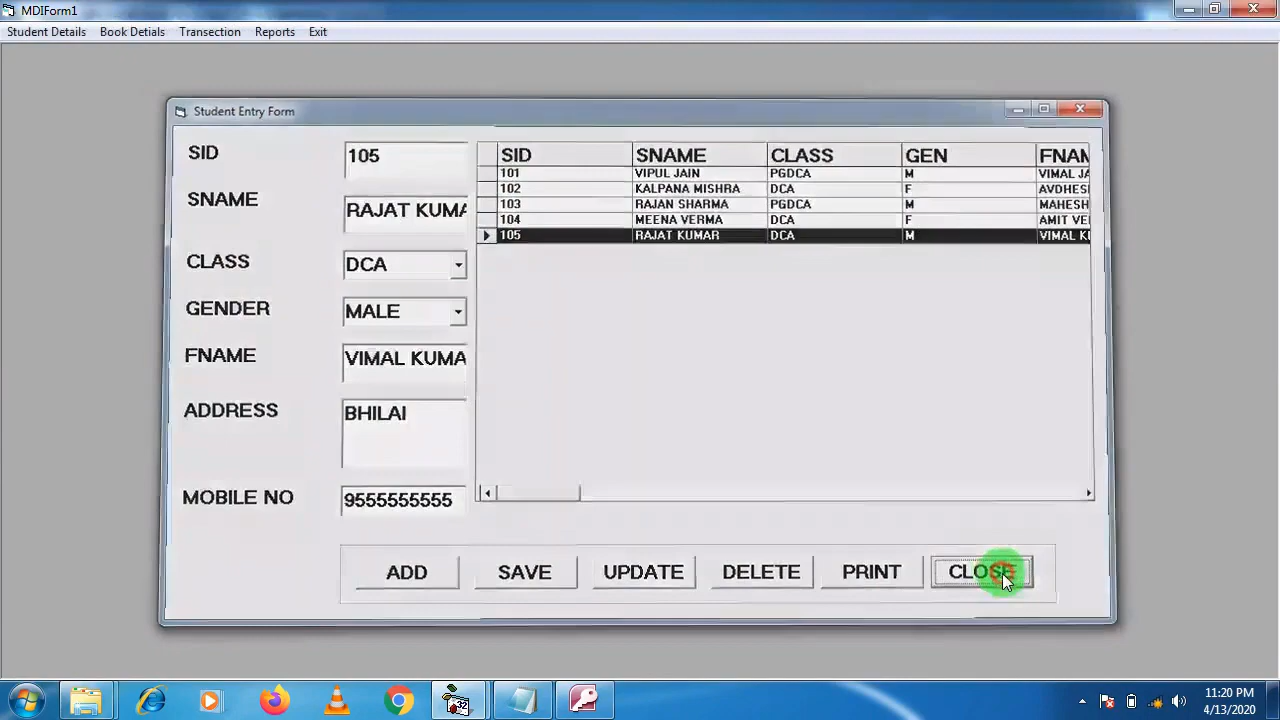 MDIForm1
Student Details Book Detials Transection Reports Exit
Student Entry Form
SID 105
SNAME RAJAT KUMA
CLASS DCA
GENDER MALE
FNAME VIMAL KUMA
ADDRESS BHILAI
MOBILE NO 9555555555
SID SNAME CLASS GEN FNAM
101 VIPUL JAIN PGDCA M VIMAL JA
102 KALPANA MISHRA DCA F AVDHESH
103 RAJAN SHARMA PGDCA M MAHESH
104 MEENA VERMA DCA F AMIT VE
105 RAJAT KUMAR DCA M VIMAL K
ADD SAVE UPDATE DELETE PRINT CLOSE
32
11:20 PM
4/13/2020